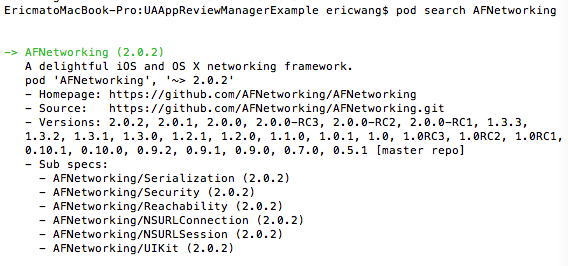 EricmatoMacBook-Pro:UAAppReviewManagerExample ericwang$ pod search AFNetworking
-> AFNetworking (2.0.2)
A delightful iOS and OS X networking framework.
pod 'AFNetworking', '~> 2.0.2'
- Homepage: https://github.com/AFNetworking/AFNetworking
- Source:   https://github.com/AFNetworking/AFNetworking.git
- Versions: 2.0.2, 2.0.1, 2.0.0, 2.0.0-RC3, 2.0.0-RC2, 2.0.0-RC1, 1.3.3,
1.3.2, 1.3.1, 1.3.0, 1.2.1, 1.2.0, 1.1.0, 1.0.1, 1.0, 1.0RC3, 1.0RC2, 1.0RC1,
0.10.1, 0.10.0, 0.9.2, 0.9.1, 0.9.0, 0.7.0, 0.5.1 [master repo]
- Sub specs:
- AFNetworking/Serialization (2.0.2)
- AFNetworking/Security (2.0.2)
- AFNetworking/Reachability (2.0.2)
- AFNetworking/NSURLConnection (2.0.2)
- AFNetworking/NSURLSession (2.0.2)
- AFNetworking/UIKit (2.0.2)